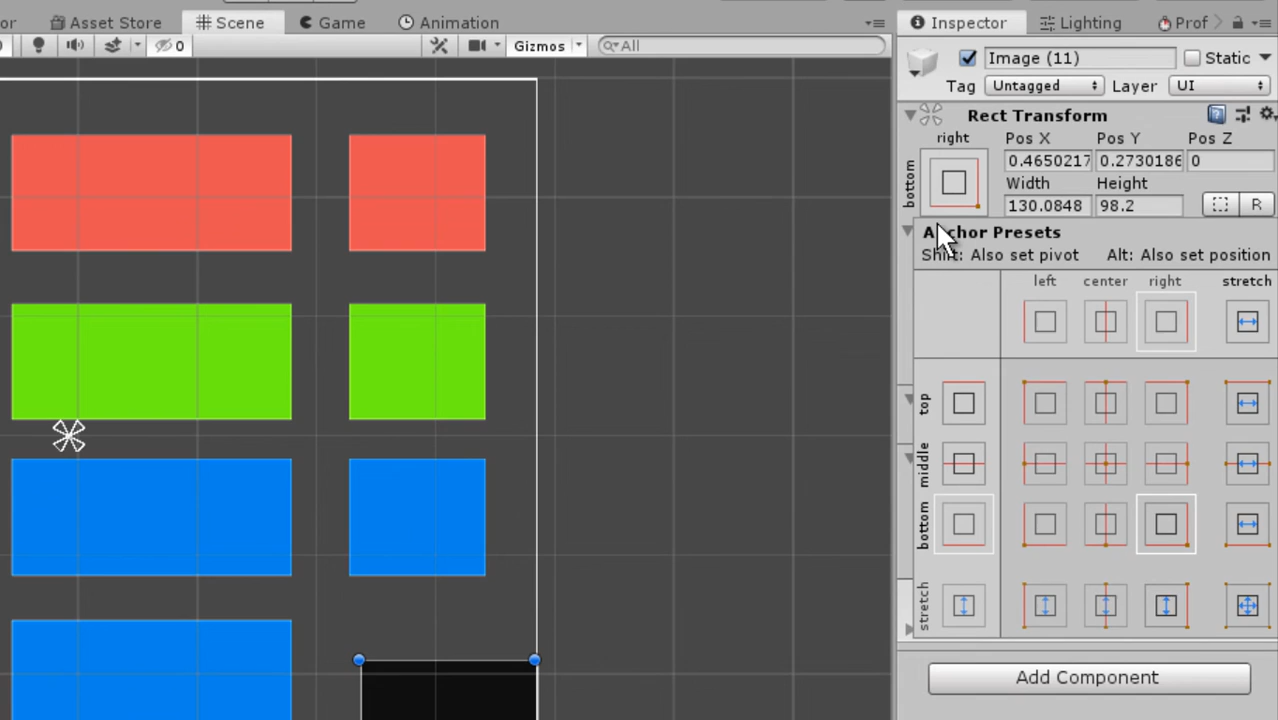 or Asset Store Scene Game Animation Inspector Lighting Prof
0 Gizmos All
Image (11) Static
Tag Untagged Layer UI
Rect Transform
right Pos X Pos Y Pos Z
bottom 0.4650217 0.2730186 0
Width Height
130.0848 98.2 R
Anchor Presets
Shift: Also set pivot Alt: Also set position
left center right stretch
top
middle
bottom
stretch
Add Component